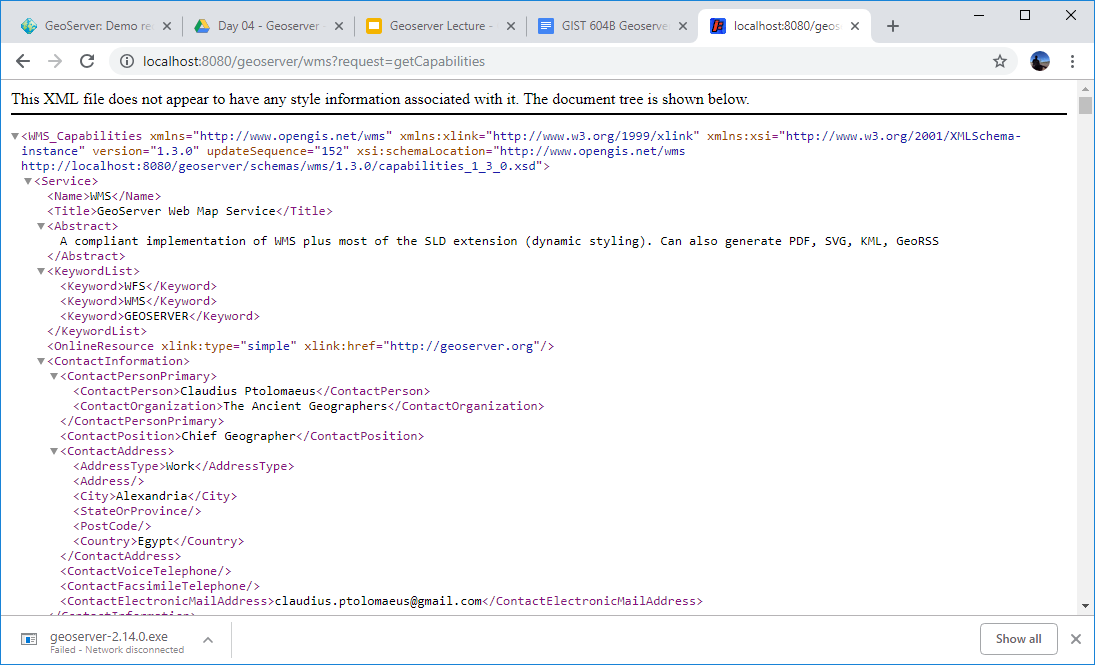 GeoServer: Demo re
Day 04 - Geoserver
Geoserver Lecture -
GIST 604B Geoserve
localhost:8080/geos
localhost:8080/geoserver/wms?request=getCapabilities
This XML file does not appear to have any style information associated with it. The document tree is shown below.
<WMS_Capabilities xmlns="http://www.opengis.net/wms" xmlns:xlink="http://www.w3.org/1999/xlink" xmlns:xsi="http://www.w3.org/2001/XMLSchema-
instance" version="1.3.0" updateSequence="152" xsi:schemaLocation="http://www.opengis.net/wms
http://localhost:8080/geoserver/schemas/wms/1.3.0/capabilities_1_3_0.xsd">
<Service>
<Name>WMS</Name>
<Title>GeoServer Web Map Service</Title>
<Abstract>
A compliant implementation of WMS plus most of the SLD extension (dynamic styling). Can also generate PDF, SVG, KML, GeoRSS
</Abstract>
<KeywordList>
<Keyword>WFS</Keyword>
<Keyword>WMS</Keyword>
<Keyword>GEOSERVER</Keyword>
</KeywordList>
<OnlineResource xlink:type="simple" xlink:href="http://geoserver.org"/>
<ContactInformation>
<ContactPersonPrimary>
<ContactPerson>Claudius Ptolomaeus</ContactPerson>
<ContactOrganization>The Ancient Geographers</ContactOrganization>
</ContactPersonPrimary>
<ContactPosition>Chief Geographer</ContactPosition>
<ContactAddress>
<AddressType>Work</AddressType>
<Address/>
<City>Alexandria</City>
<StateOrProvince/>
<PostCode/>
<Country>Egypt</Country>
</ContactAddress>
<ContactVoiceTelephone/>
<ContactFacsimileTelephone/>
<ContactElectronicMailAddress>claudius.ptolomaeus@gmail.com</ContactElectronicMailAddress>
</ContactInformation>
geoserver-2.14.0.exe
Failed - Network disconnected
Show all